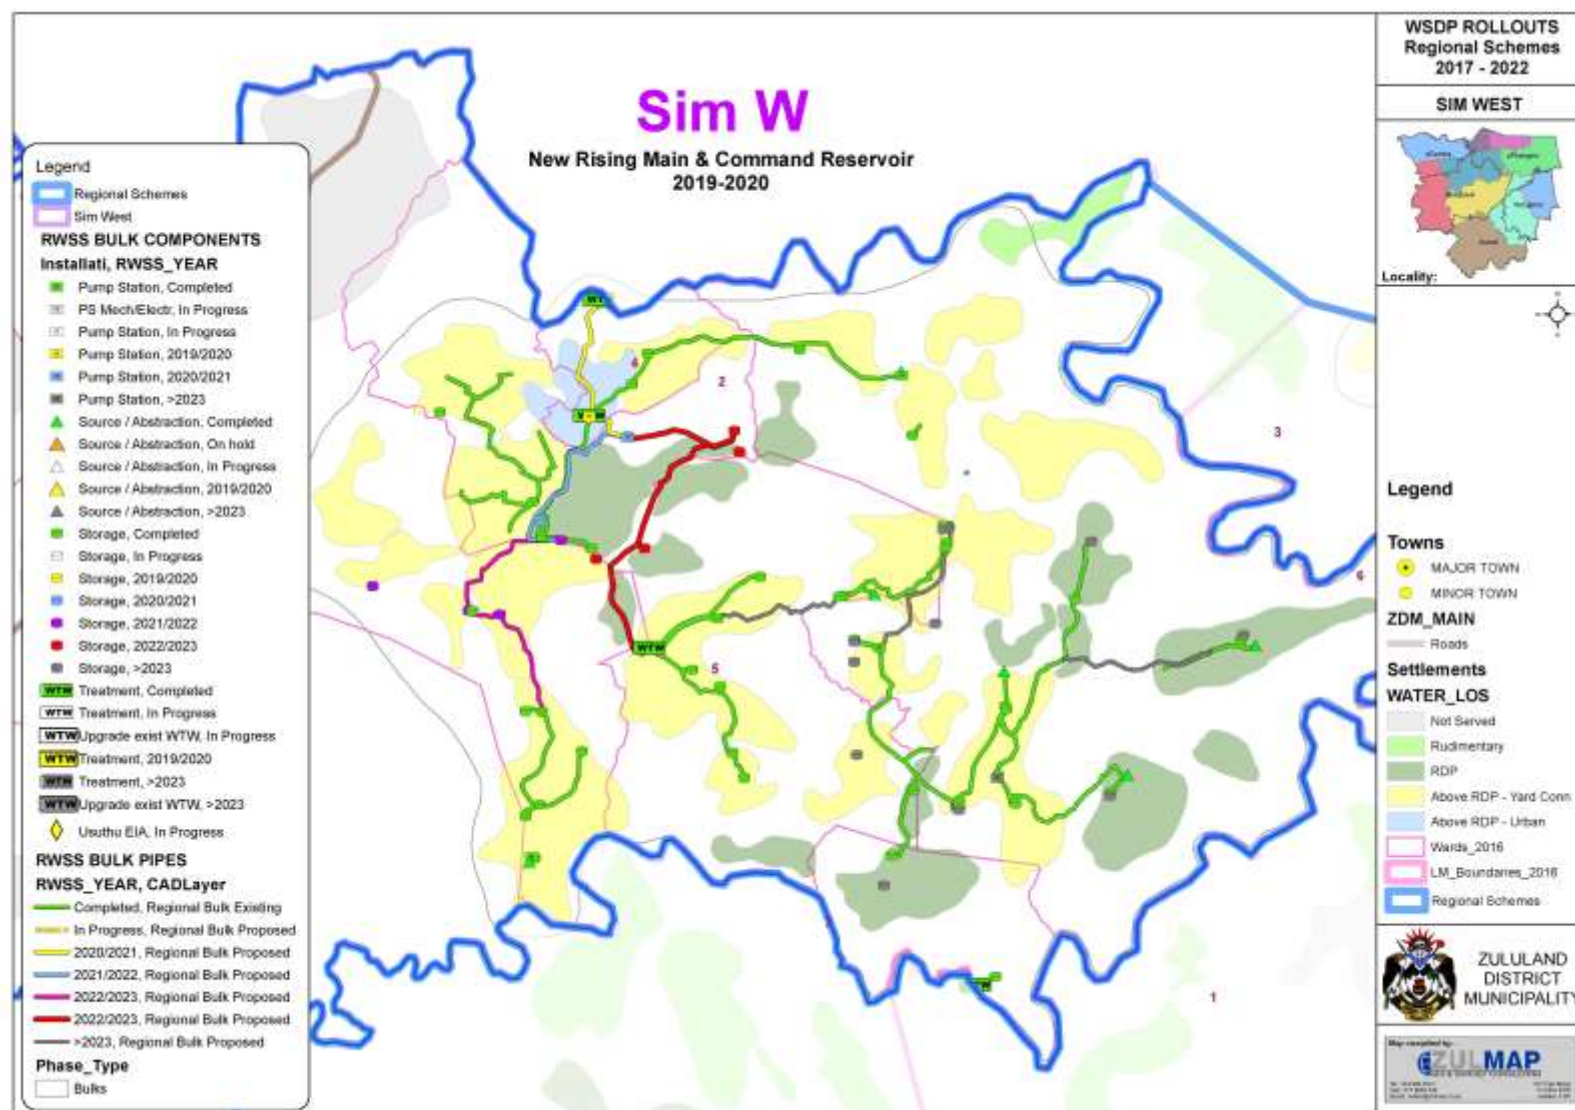 Sim W
New Rising Main & Command Reservoir
2019-2020
Legend
Regional Schemes
Sim West
RWSS BULK COMPONENTS
Installati, RWSS_YEAR
Pump Station, Completed
PS Mech/Electr, In Progress
Pump Station, In Progress
Pump Station, 2019/2020
Pump Station, 2020/2021
Pump Station, >2023
Source / Abstraction, Completed
Source / Abstraction, On hold
Source / Abstraction, In Progress
Source / Abstraction, 2019/2020
Source / Abstraction, >2023
Storage, Completed
Storage, In Progress
Storage, 2019/2020
Storage, 2020/2021
Storage, 2021/2022
Storage, 2022/2023
Storage, >2023
WTW Treatment, Completed
WTW Treatment, In Progress
WTW Upgrade exist WTW, In Progress
WTW Treatment, 2019/2020
WTW Treatment, >2023
WTW Upgrade exist WTW, >2023
Usuthu EIA, In Progress
RWSS BULK PIPES
RWSS_YEAR, CADLayer
Completed, Regional Bulk Existing
In Progress, Regional Bulk Proposed
2020/2021, Regional Bulk Proposed
2021/2022, Regional Bulk Proposed
2022/2023, Regional Bulk Proposed
2022/2023, Regional Bulk Proposed
>2023, Regional Bulk Proposed
Phase_Type
Bulks
WT
4
2
3
6
WTW
5
1
WSDP ROLLOUTS
Regional Schemes
2017 - 2022
SIM WEST
Locality:
Legend
Towns
MAJOR TOWN
MINOR TOWN
ZDM_MAIN
Roads
Settlements
WATER_LOS
Not Served
Rudimentary
RDP
Above RDP - Yard Conn
Above RDP - Urban
Wards_2016
LM_Boundaries_2016
Regional Schemes
ZULULAND
DISTRICT
MUNICIPALITY
Map compiled by:
ZULMAP